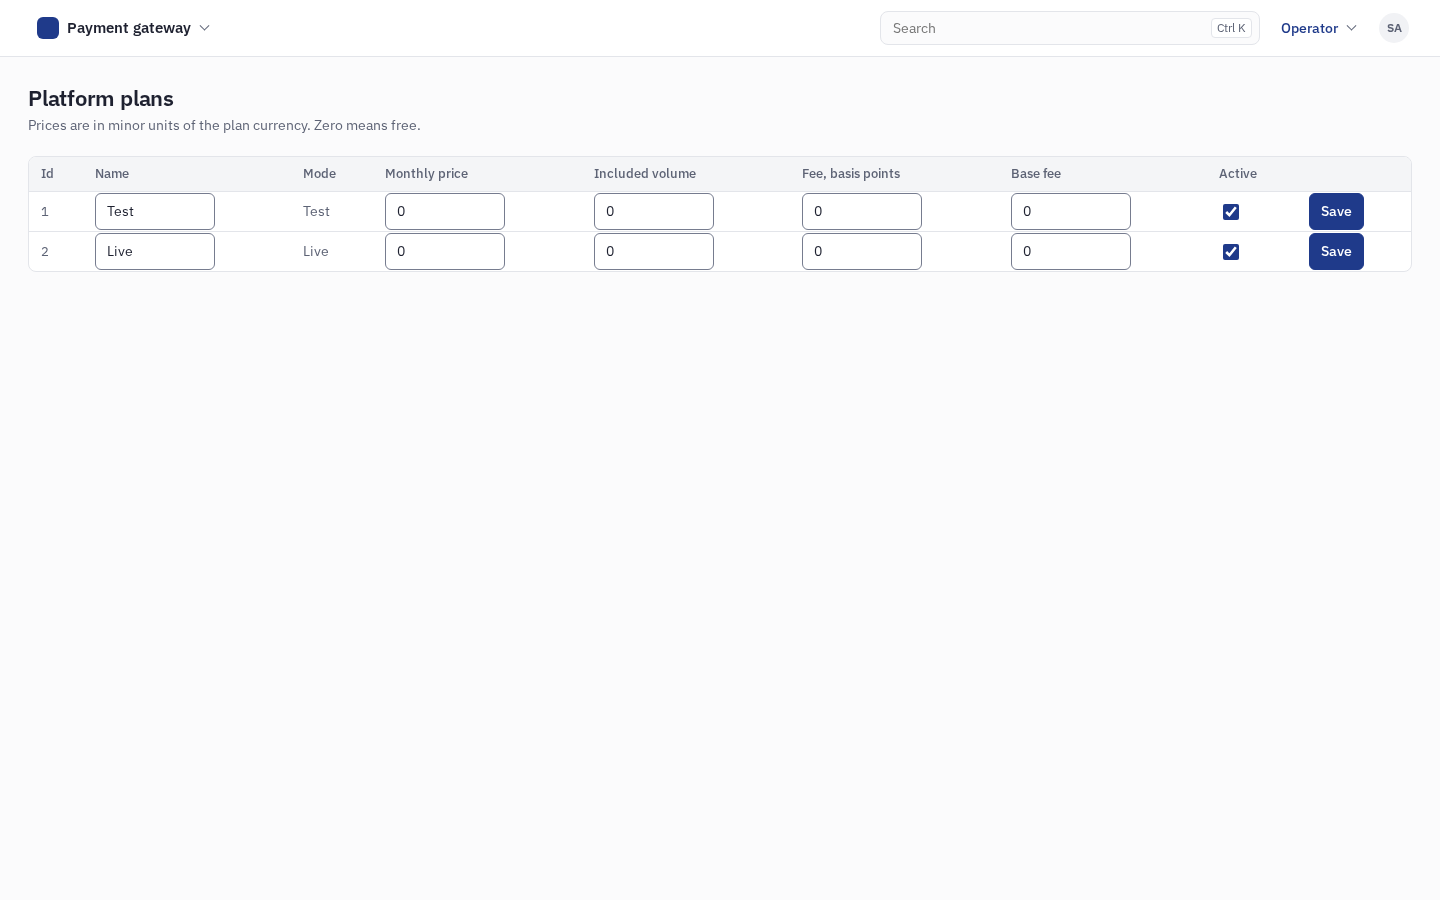 Payment gateway
Search
Ctrl K
Operator
SA
Platform plans
Prices are in minor units of the plan currency. Zero means free.
Id Name Mode Monthly price Included volume Fee, basis points Base fee Active
1 Test Test 0 0 0 0 Save
2 Live Live 0 0 0 0 Save